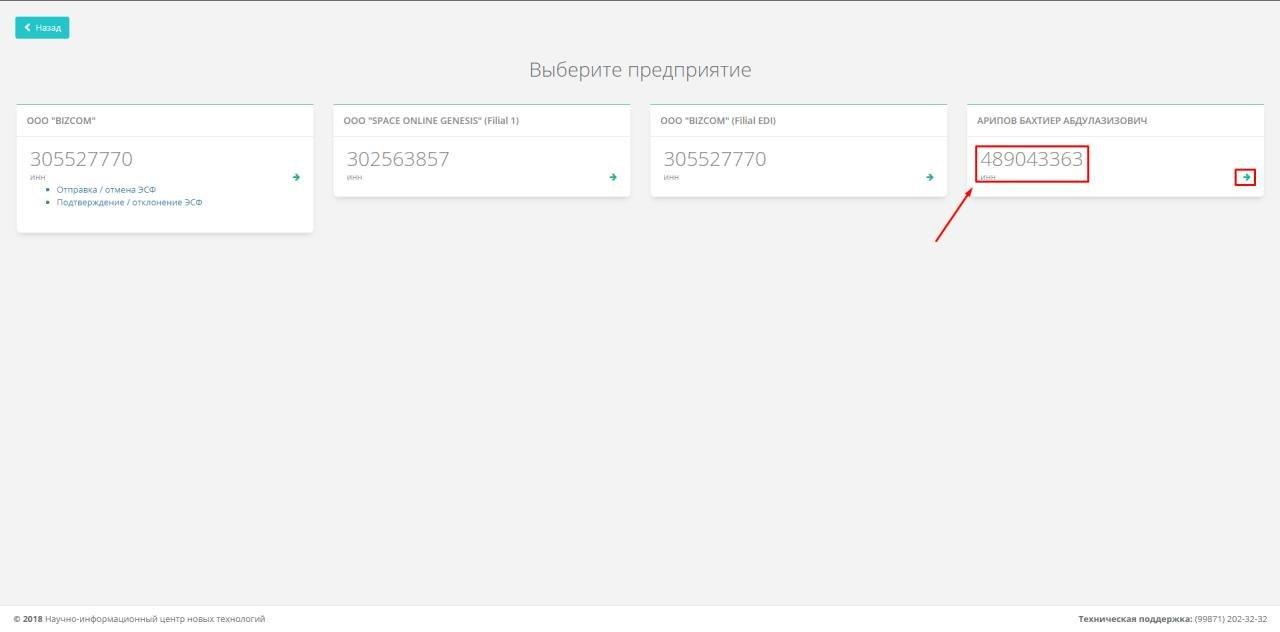 Назад
Выберите предприятие
ООО "BIZCOM"
305527770
ИНН
Отправка / отмена ЭСФ
Подтверждение / отклонение ЭСФ
ООО "SPACE ONLINE GENESIS" (Filial 1)
302563857
ИНН
ООО "BIZCOM" (Filial EDI)
305527770
ИНН
АРИПОВ БАХТИЕР АБДУЛАЗИЗОВИЧ
489043363
ИНН
© 2018 Научно-информационный центр новых технологий
Техническая поддержка: (99871) 202-32-32